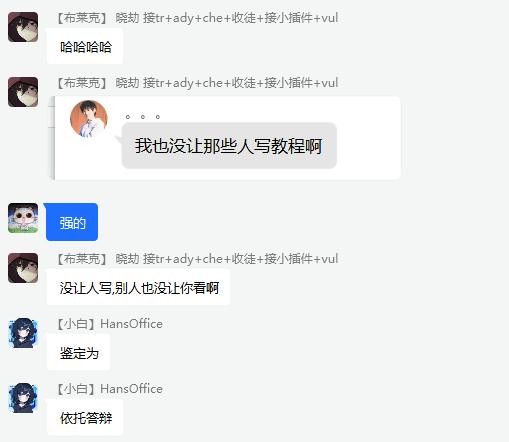 【布莱克】 晓劫 接tr+ady+che+收徒+接小插件+vul
哈哈哈哈
【布莱克】 晓劫 接tr+ady+che+收徒+接小插件+vul
。。。
我也没让那些人写教程啊
强的
【布莱克】 晓劫 接tr+ady+che+收徒+接小插件+vul
没让人写,别人也没让你看啊
【小白】HansOffice
鉴定为
【小白】HansOffice
依托答辩